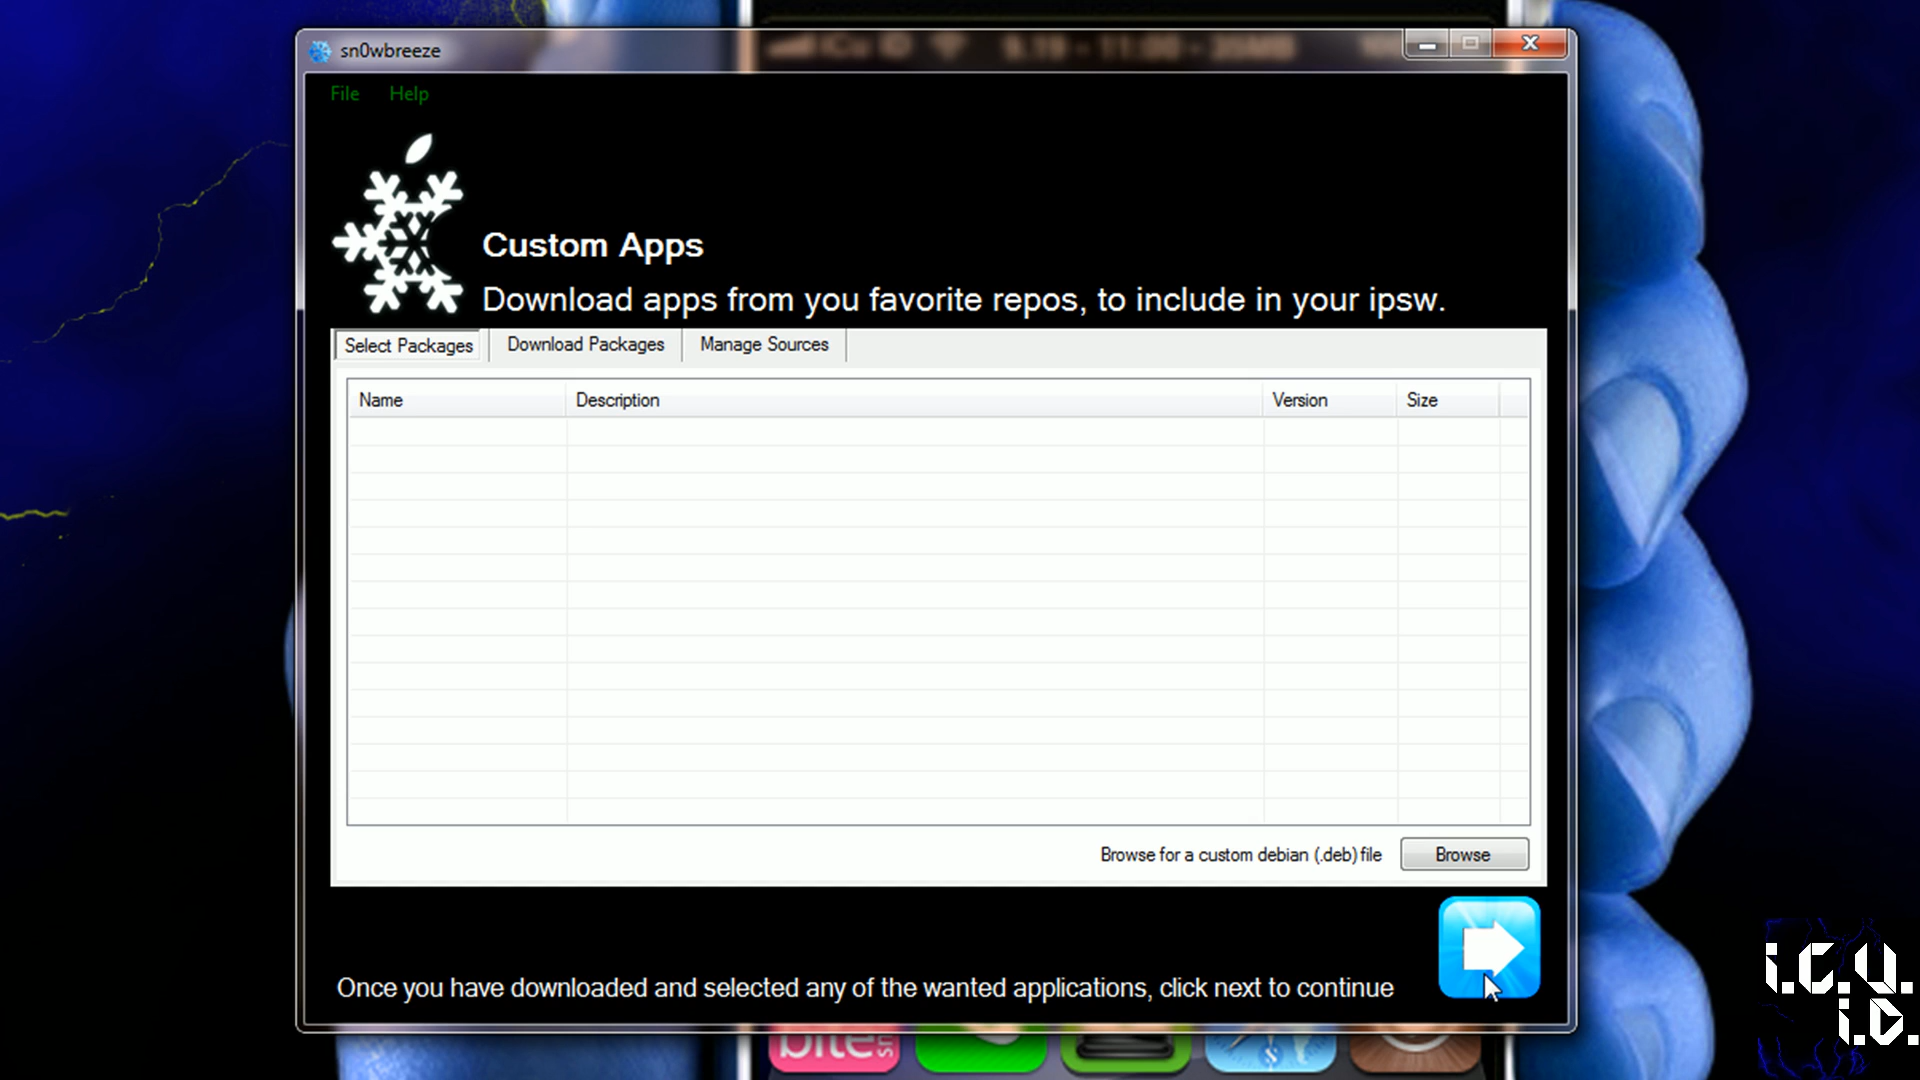 sn0wbreeze
File Help
Custom Apps
Download apps from you favorite repos, to include in your ipsw.
Select Packages Download Packages Manage Sources
Name Description Version Size
Browse for a custom debian (.deb) file Browse
Once you have downloaded and selected any of the wanted applications, click next to continue
bite
i.C.U.
i.D.